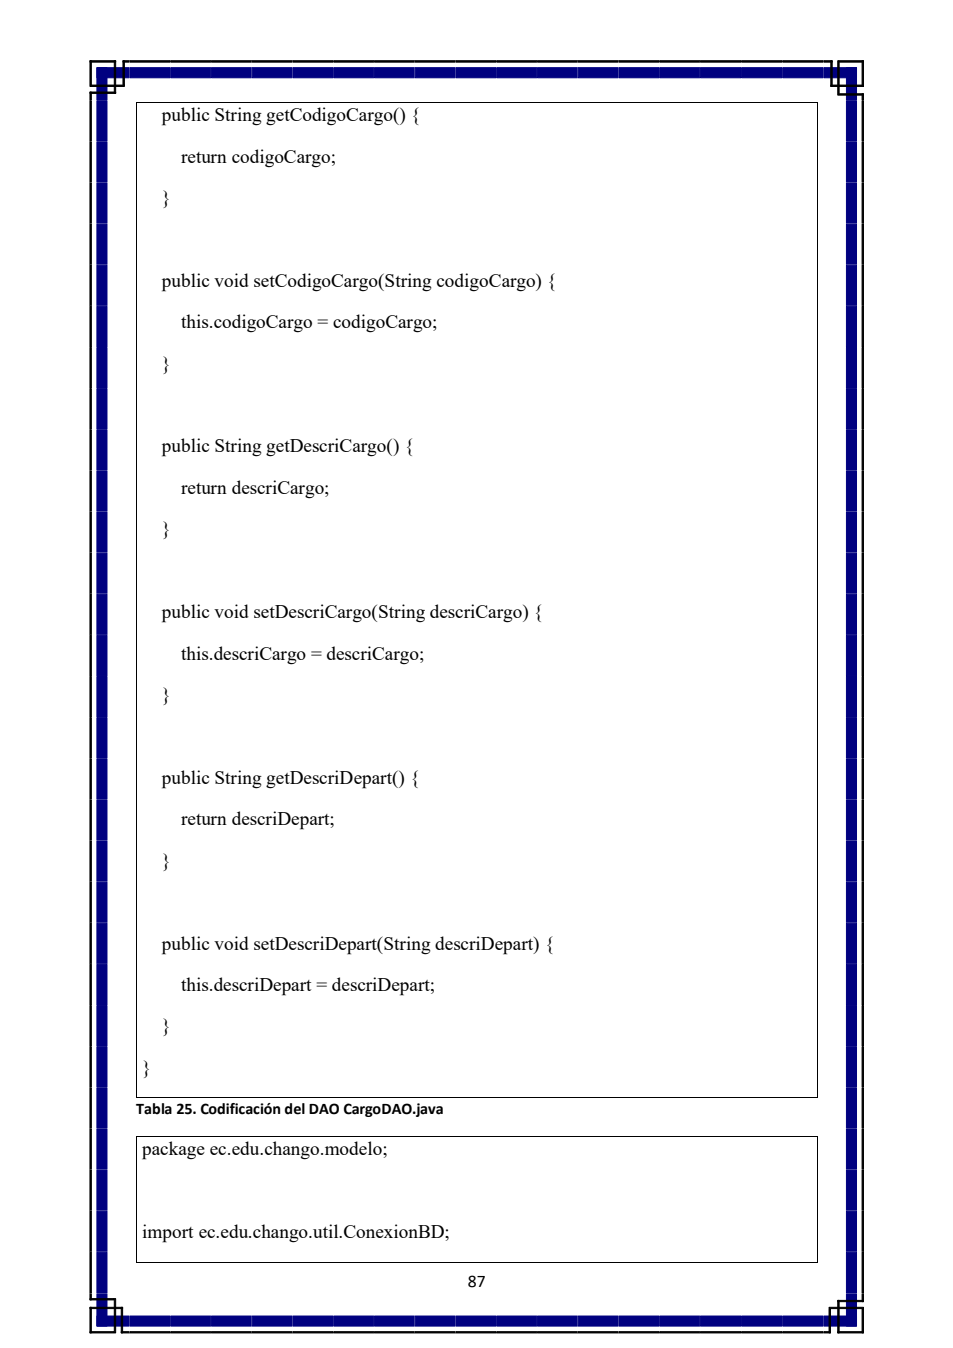 public String getCodigoCargo() {
return codigoCargo;
}
public void setCodigoCargo(String codigoCargo) {
this.codigoCargo = codigoCargo;
}
public String getDescriCargo() {
return descriCargo;
}
public void setDescriCargo(String descriCargo) {
this.descriCargo = descriCargo;
}
public String getDescriDepart() {
return descriDepart;
}
public void setDescriDepart(String descriDepart) {
this.descriDepart = descriDepart;
}
}
Tabla 25. Codificación del DAO CargoDAO.java
package ec.edu.chango.modelo;
import ec.edu.chango.util.ConexionBD;
87